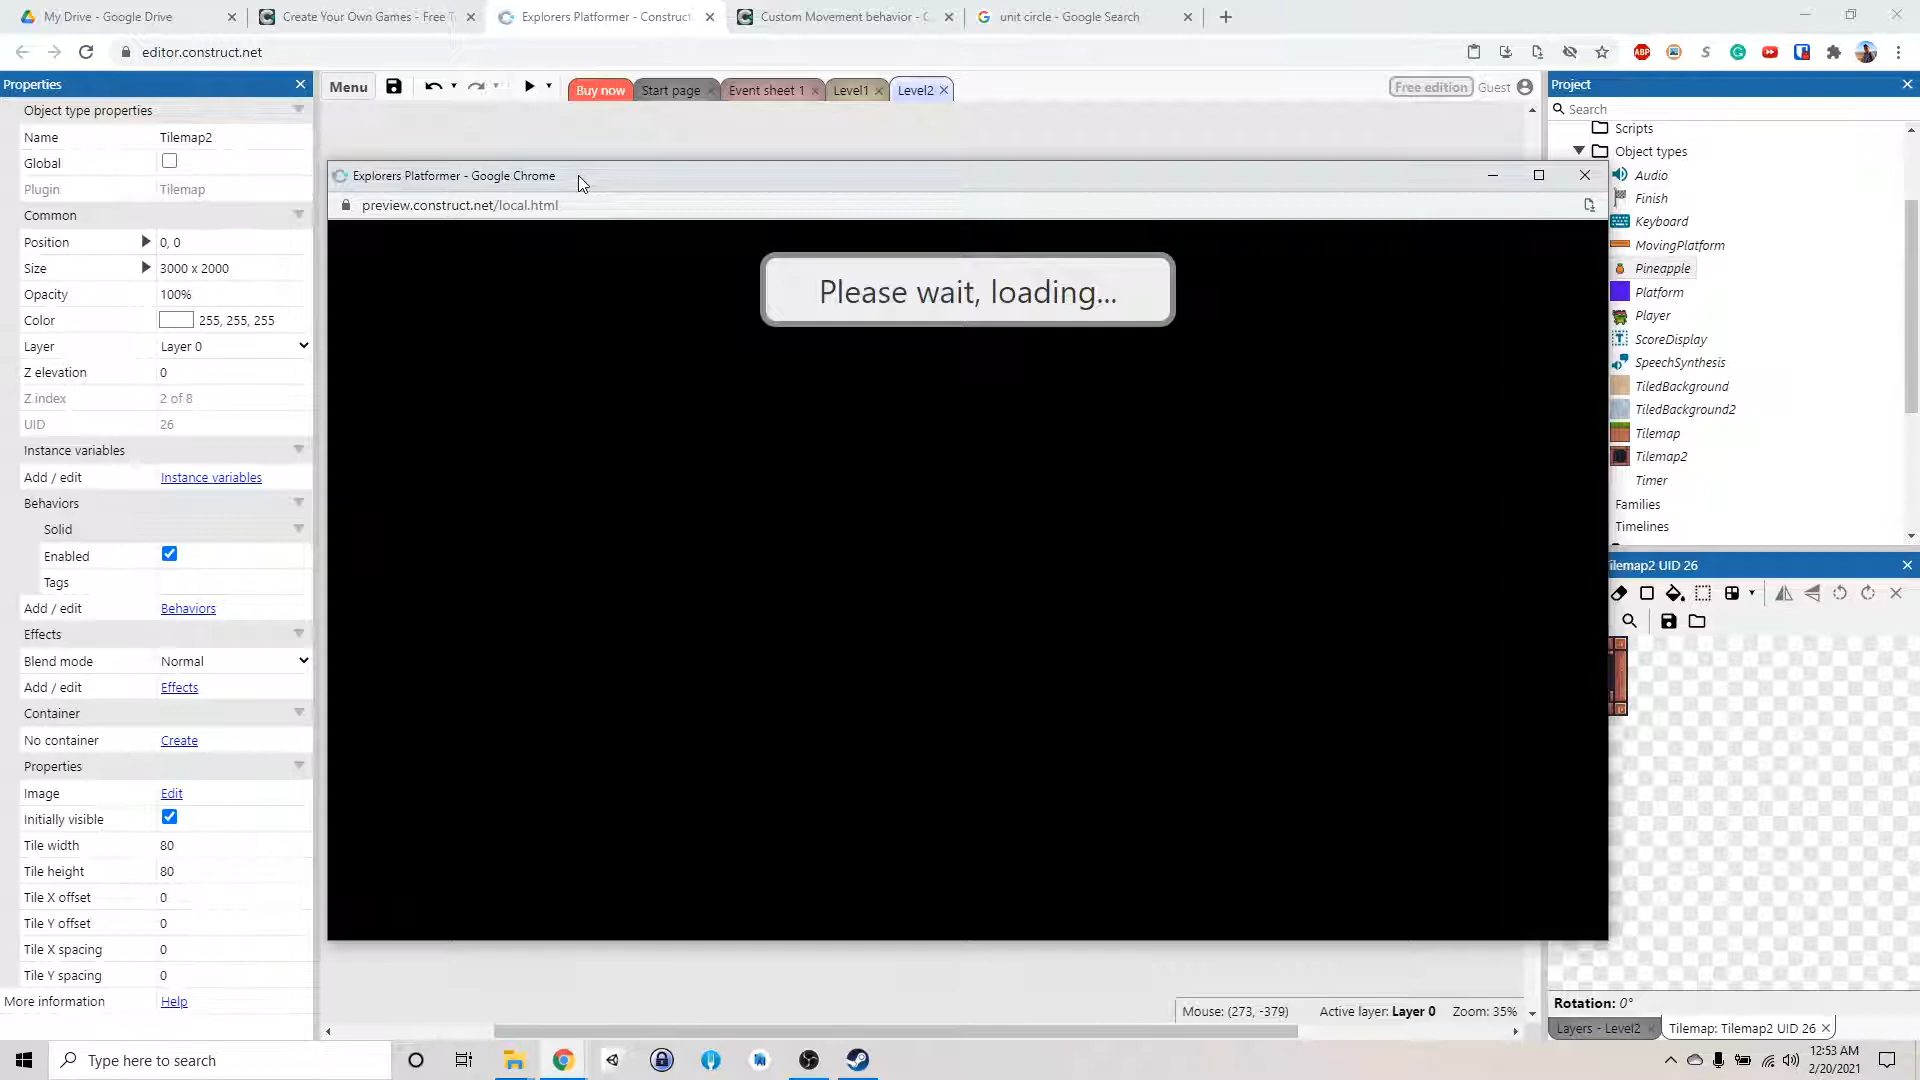 My Drive - Google Drive
Create Your Own Games - Free T
Explorers Platformer - Construct
Custom Movement behavior - C
unit circle - Google Search
editor.construct.net
Properties
Menu
Buy now
Start page
Event sheet 1
Level1
Level2
Free edition
Guest
Project
Object type properties
Search
Name Tilemap2
Scripts
Global
Object types
Plugin Tilemap
Explorers Platformer - Google Chrome
Audio
Common
preview.construct.net/local.html
Finish
Keyboard
Position 0, 0
MovingPlatform
Size 3000 x 2000
Pineapple
Opacity 100%
Please wait, loading...
Platform
Color 255, 255, 255
Player
Layer Layer 0
ScoreDisplay
Z elevation 0
SpeechSynthesis
Z index 2 of 8
TiledBackground
UID 26
TiledBackground2
Instance variables
Tilemap
Add / edit Instance variables
Tilemap2
Behaviors
Timer
Solid
Families
Enabled
Timelines
Tags
ilemap2 UID 26
Add / edit Behaviors
Effects
Blend mode Normal
Add / edit Effects
Container
No container Create
Properties
Image Edit
Initially visible
Tile width 80
Tile height 80
Tile X offset 0
Tile Y offset 0
Tile X spacing 0
Tile Y spacing 0
More information Help
Mouse: (273, -379)
Active layer: Layer 0
Zoom: 35%
Rotation: 0°
Layers - Level2
Tilemap: Tilemap2 UID 26
Type here to search
12:53 AM
2/20/2021